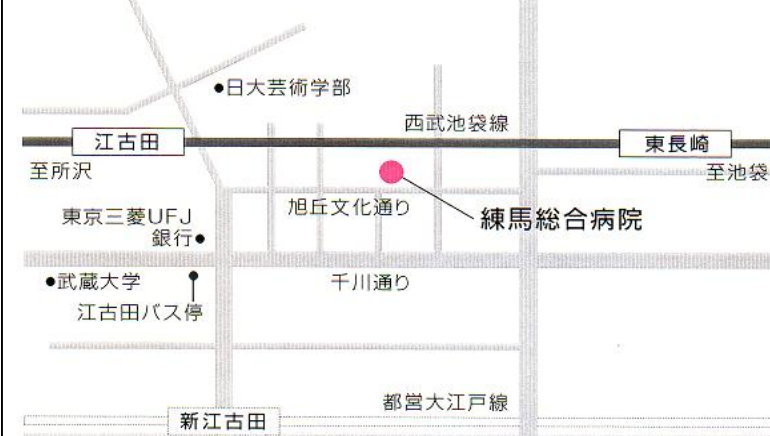 ●日大芸術学部
西武池袋線
江古田
東長崎
至所沢
至池袋
旭丘文化通り
練馬総合病院
東京三菱UFJ
銀行●
●武蔵大学
千川通り
江古田バス停
都営大江戸線
新江古田